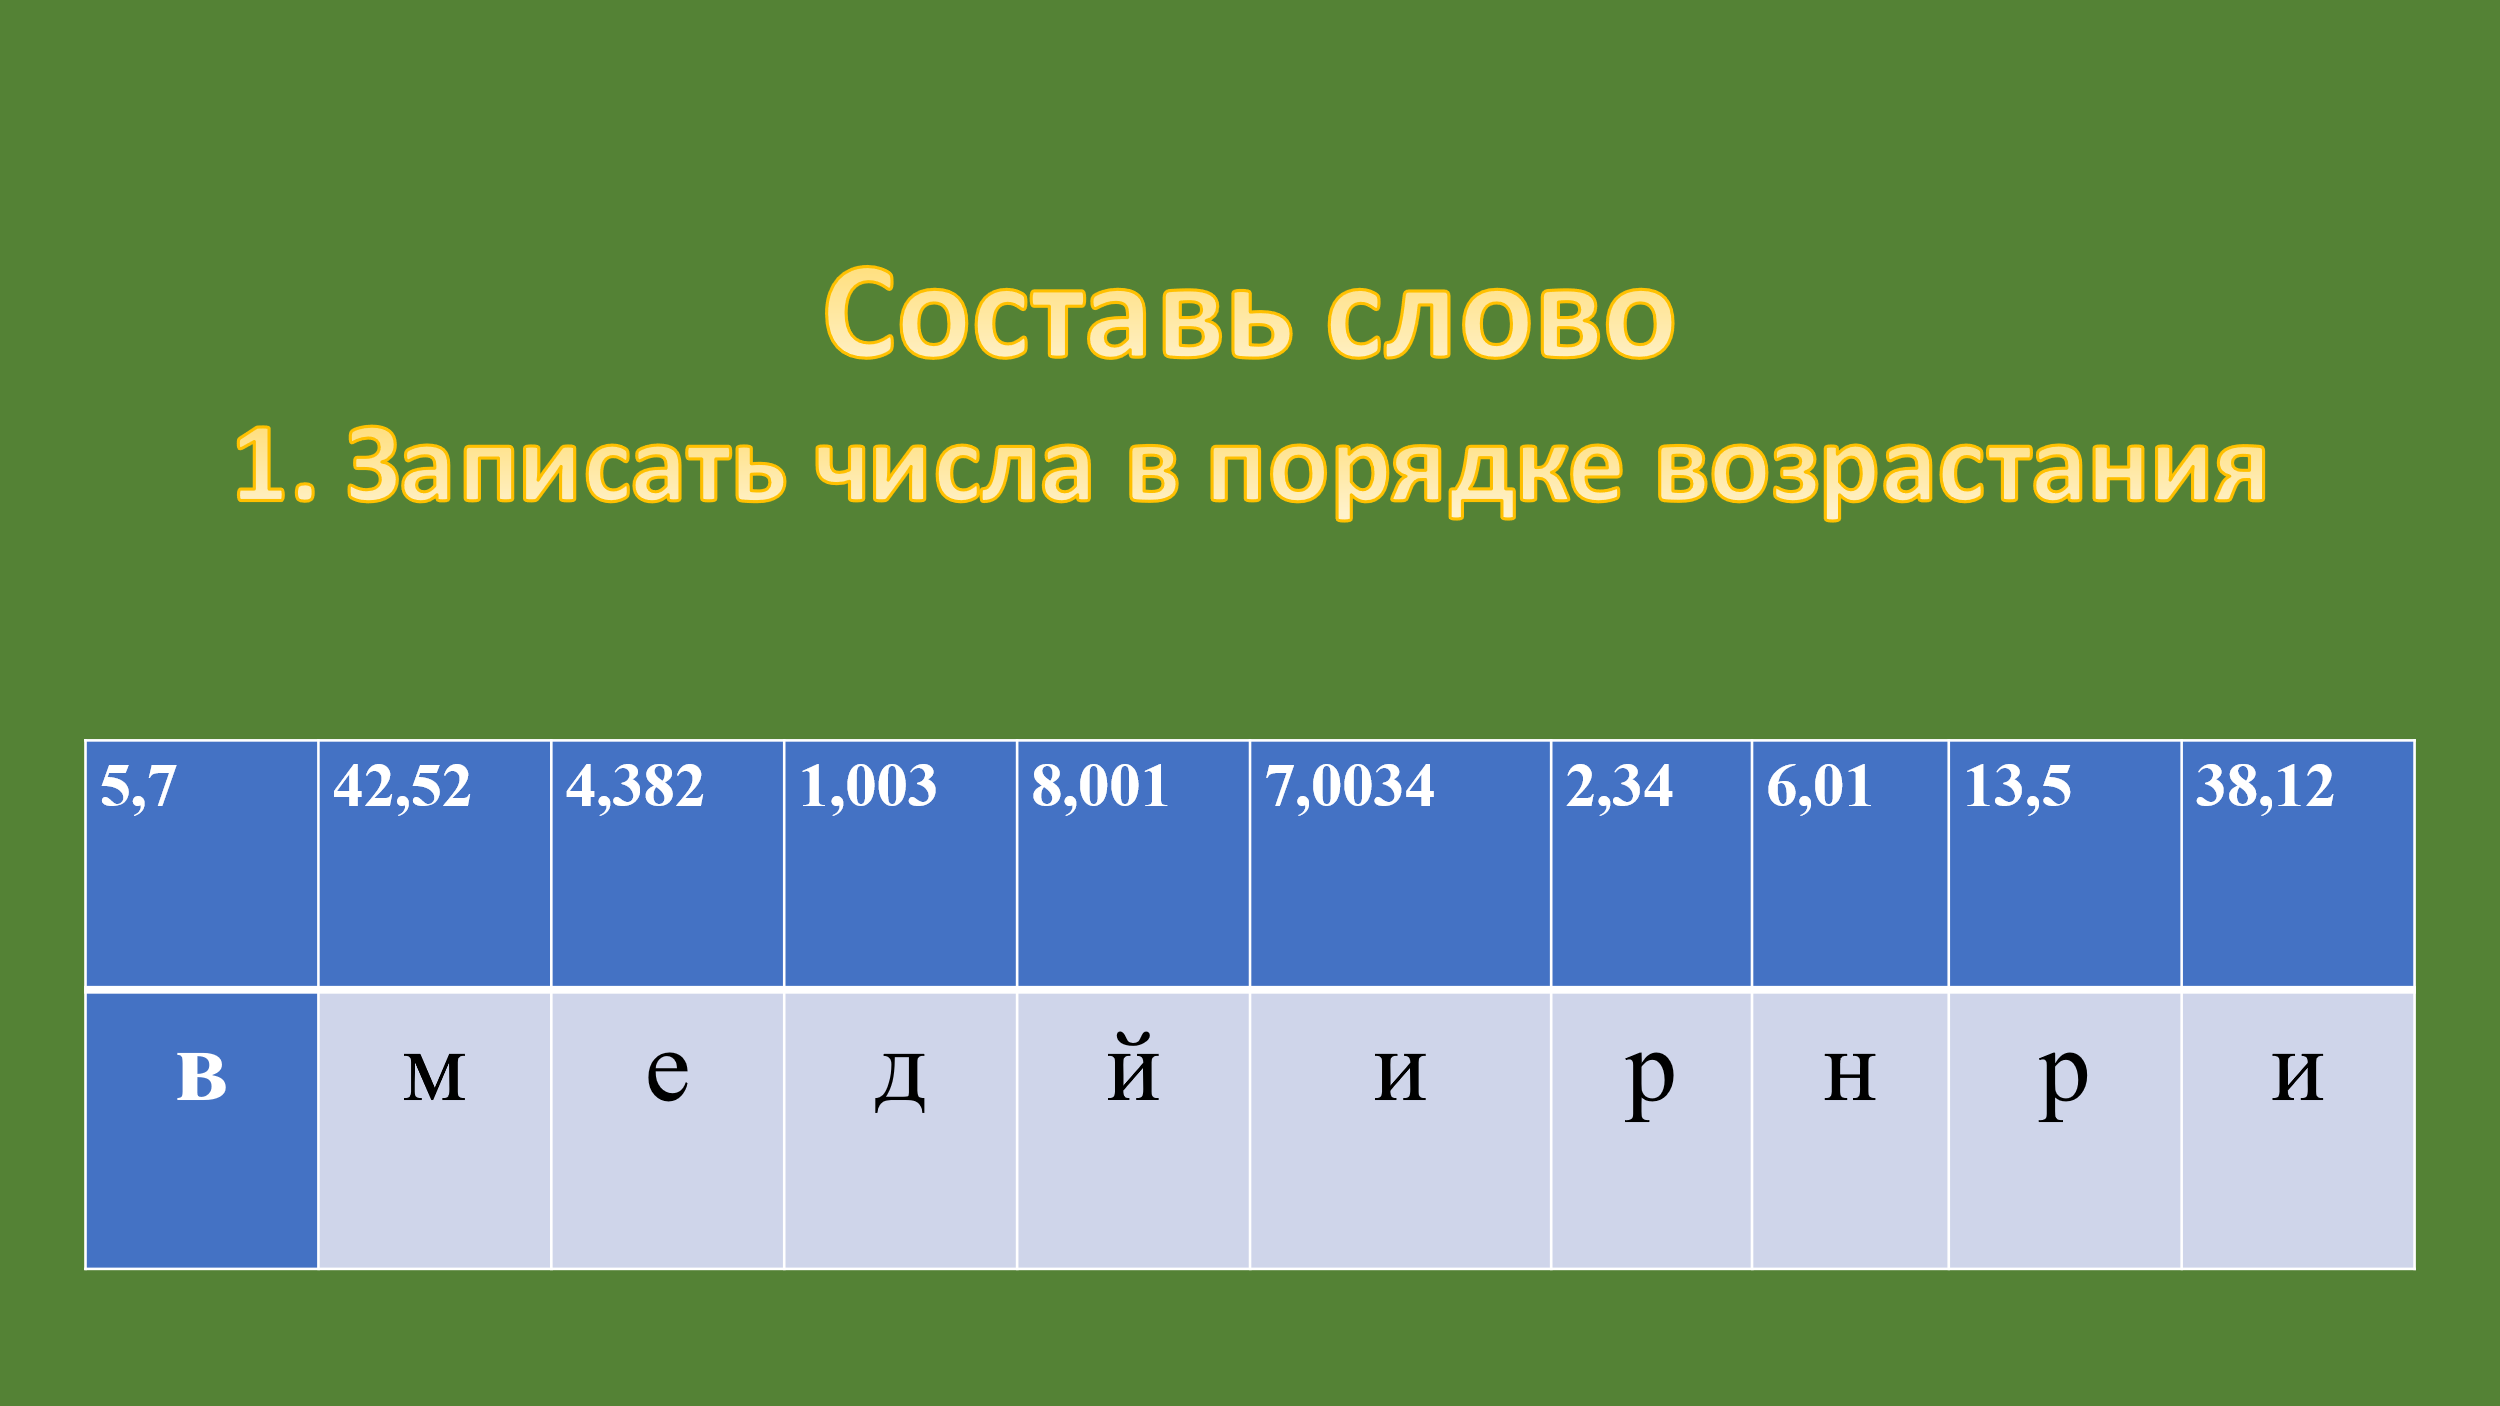 Составь слово
1. Записать числа в порядке возрастания
5,7 42,52 4,382 1,003 8,001 7,0034 2,34 6,01 13,5 38,12
в м е д й и р н р и